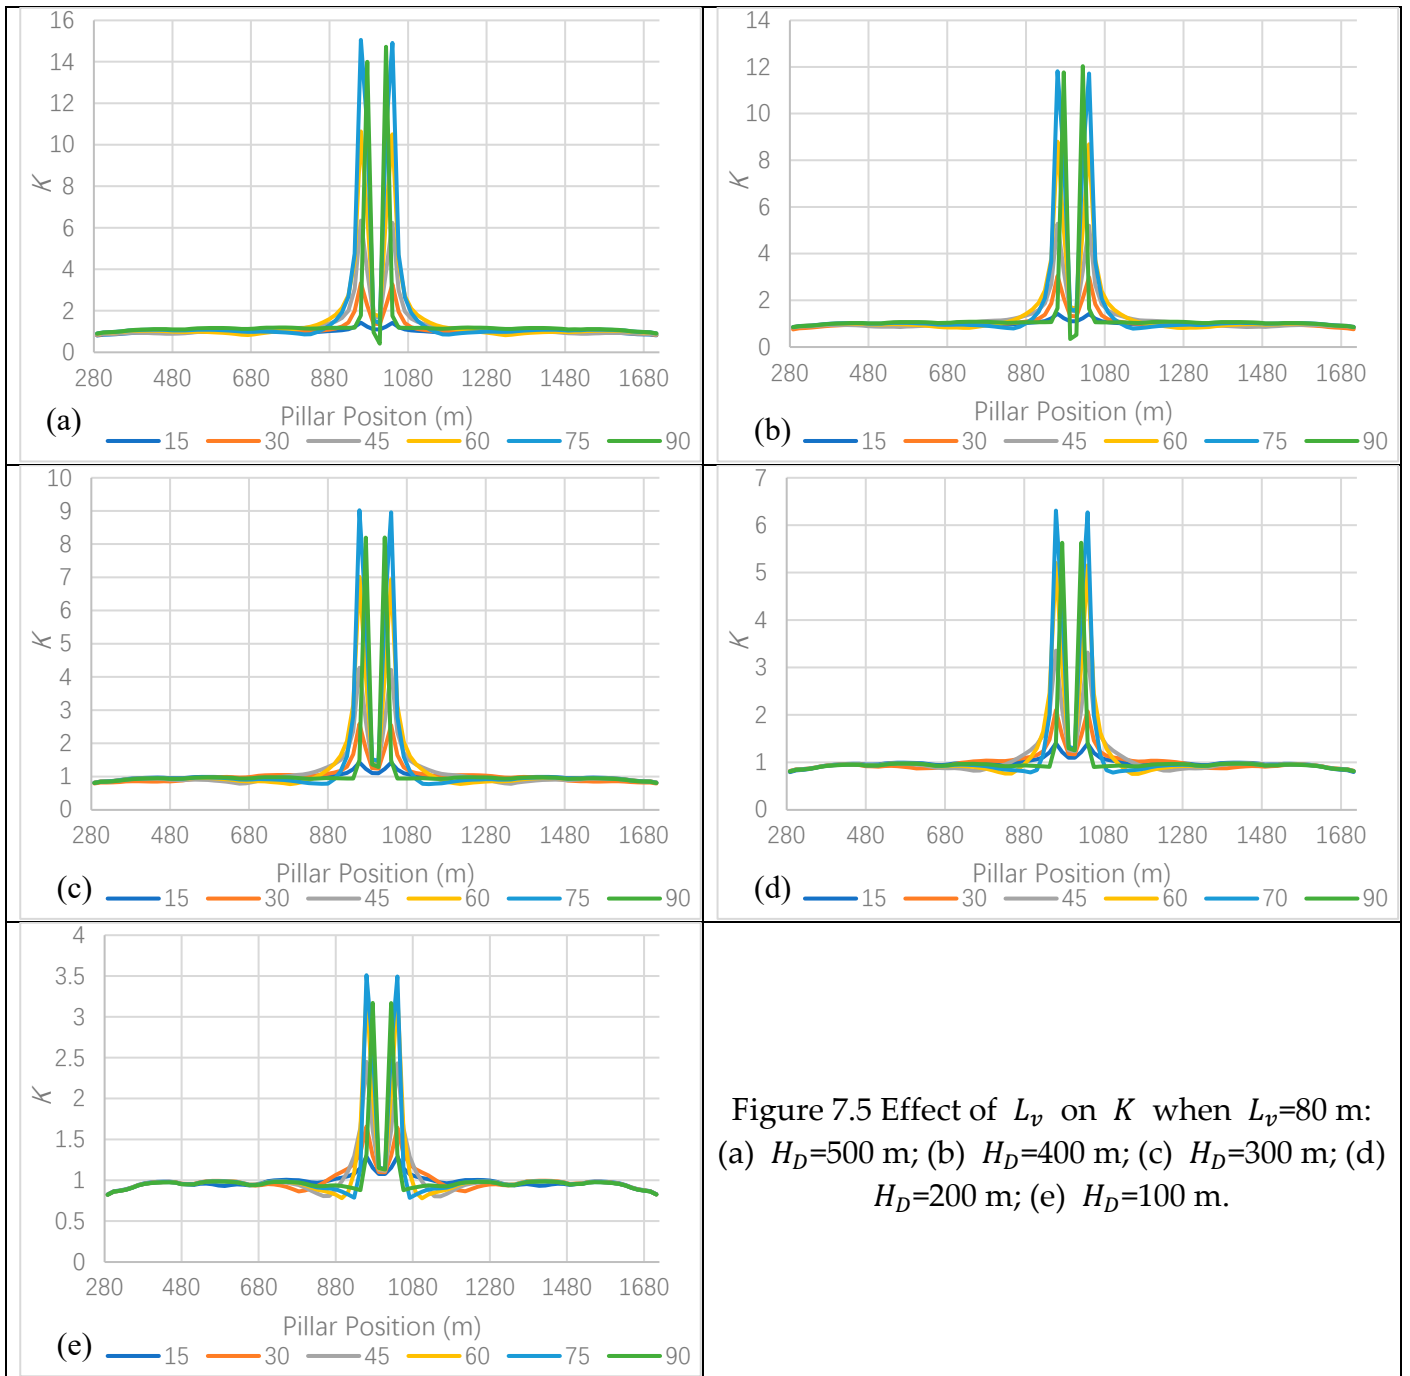 16
14
12
10
8
6
4
2
0
K
280 480 680 880 1080 1280 1480 1680
Pillar Positon (m)
(a)
15 30 45 60 75 90
14
12
10
8
6
4
2
0
K
280 480 680 880 1080 1280 1480 1680
Pillar Position (m)
(b)
15 30 45 60 75 90
10
9
8
7
6
5
4
3
2
1
0
K
280 480 680 880 1080 1280 1480 1680
Pillar Position (m)
(c)
15 30 45 60 75 90
7
6
5
4
3
2
1
0
K
280 480 680 880 1080 1280 1480 1680
Pillar Position (m)
(d)
15 30 45 60 70 90
4
3.5
3
2.5
2
1.5
1
0.5
0
K
280 480 680 880 1080 1280 1480 1680
Pillar Position (m)
(e)
15 30 45 60 75 90
Figure 7.5 Effect of L_v on K when L_v=80 m:
(a) H_D=500 m; (b) H_D=400 m; (c) H_D=300 m; (d)
H_D=200 m; (e) H_D=100 m.